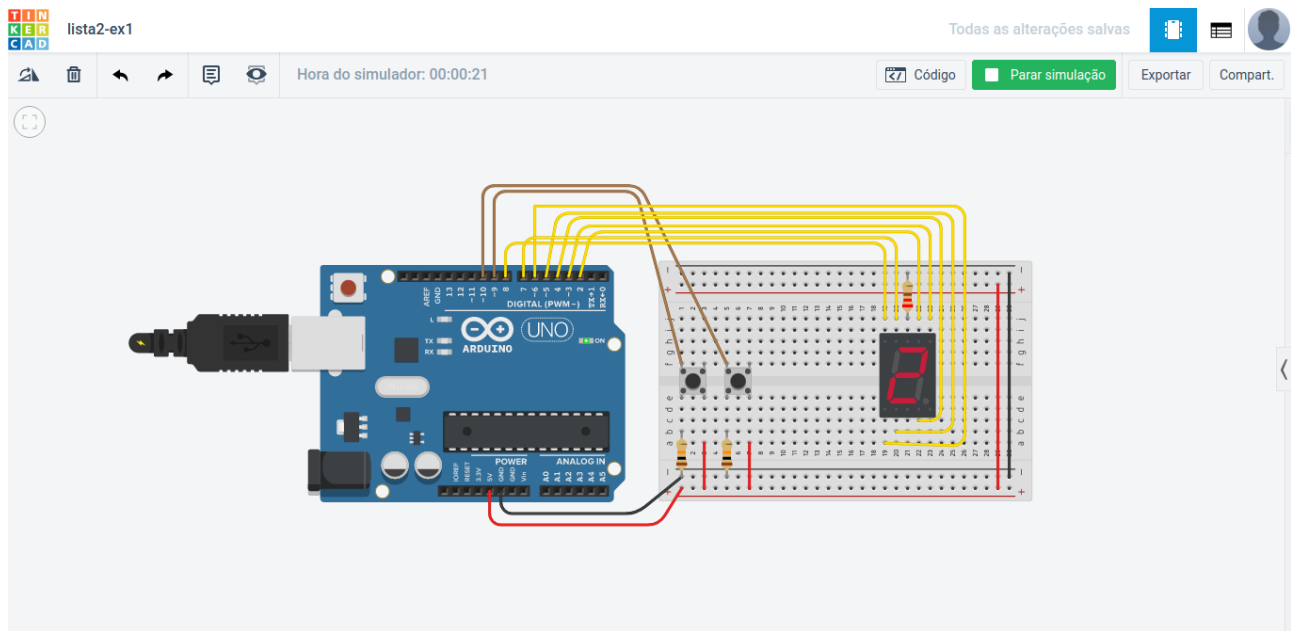 TIN
KER
CAD
lista2-ex1
Todas as alterações salvas
Hora do simulador: 00:00:21
Código
Parar simulação
Exportar
Compart.
AREF
GND
13
12
~11
~10
~9
8
7
~6
~5
4
~3
2
TX→1
RX←0
DIGITAL (PWM~)
L
TX
RX
UNO
ARDUINO
ON
POWER
ANALOG IN
IOREF
RESET
3.3V
5V
GND
GND
Vin
A0
A1
A2
A3
A4
A5
2